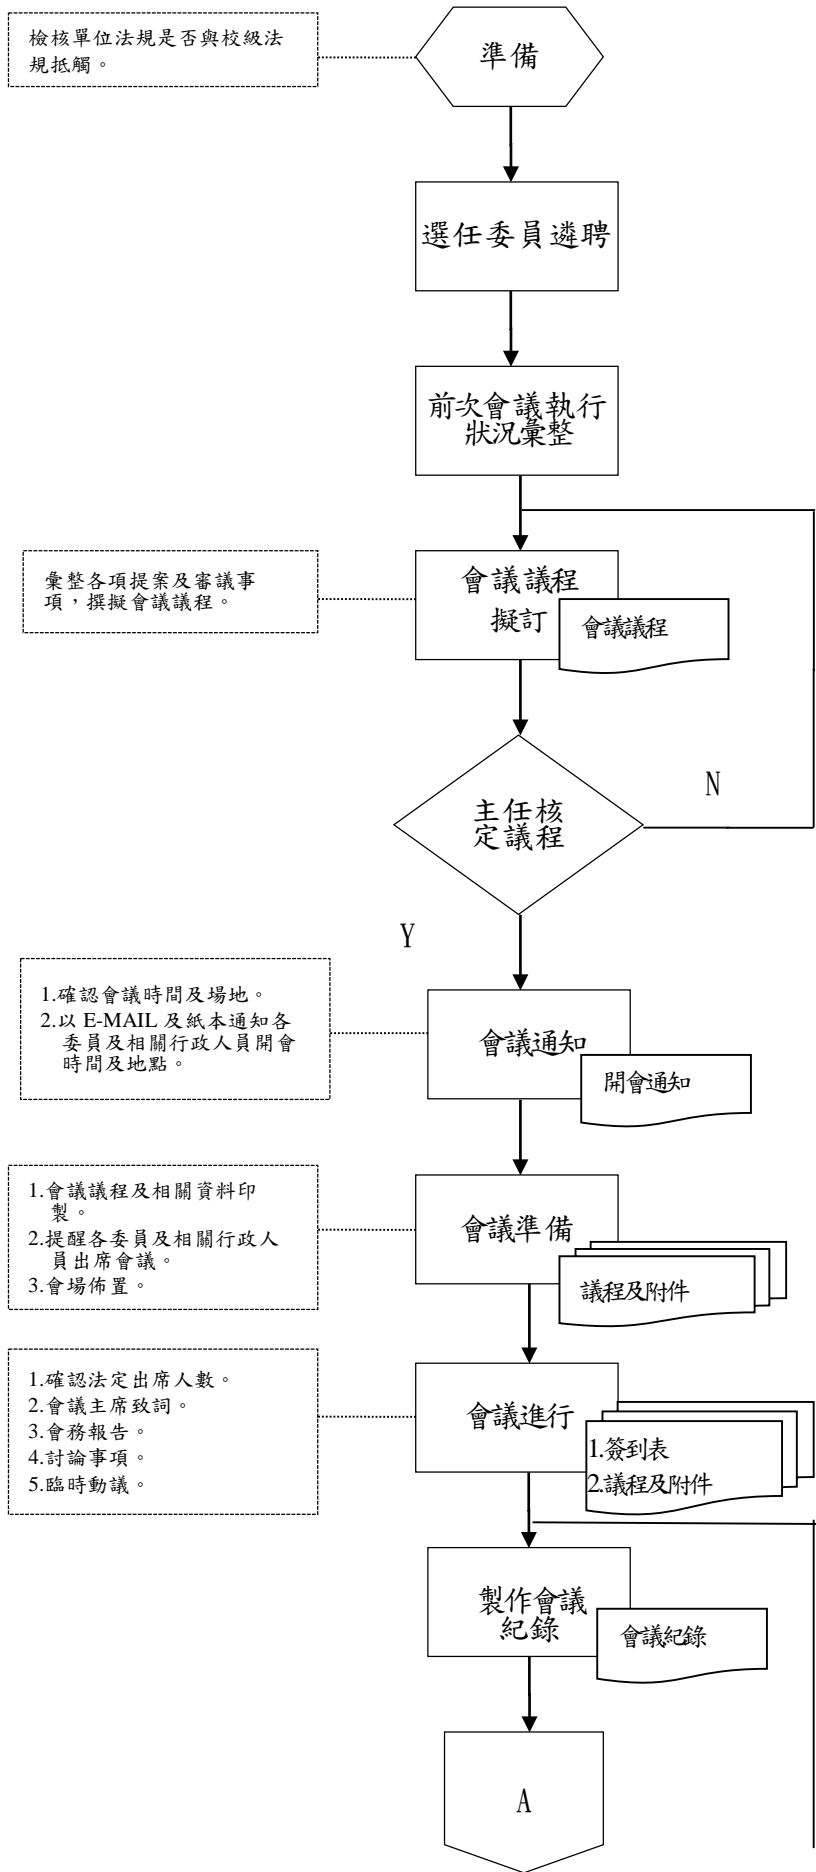 檢核單位法規是否與校級法
規抵觸。
準備
選任委員遴聘
前次會議執行
狀況彙整
彙整各項提案及審議事
項，撰擬會議議程。
會議議程
擬訂
會議議程
主任核
定議程
N
Y
1.確認會議時間及場地。
2.以 E-MAIL 及紙本通知各
委員及相關行政人員開會
時間及地點。
會議通知
開會通知
1.會議議程及相關資料印
製。
2.提醒各委員及相關行政人
員出席會議。
3.會場佈置。
會議準備
議程及附件
1.確認法定出席人數。
2.會議主席致詞。
3.會務報告。
4.討論事項。
5.臨時動議。
會議進行
1.簽到表
2.議程及附件
製作會議
紀錄
會議紀錄
A